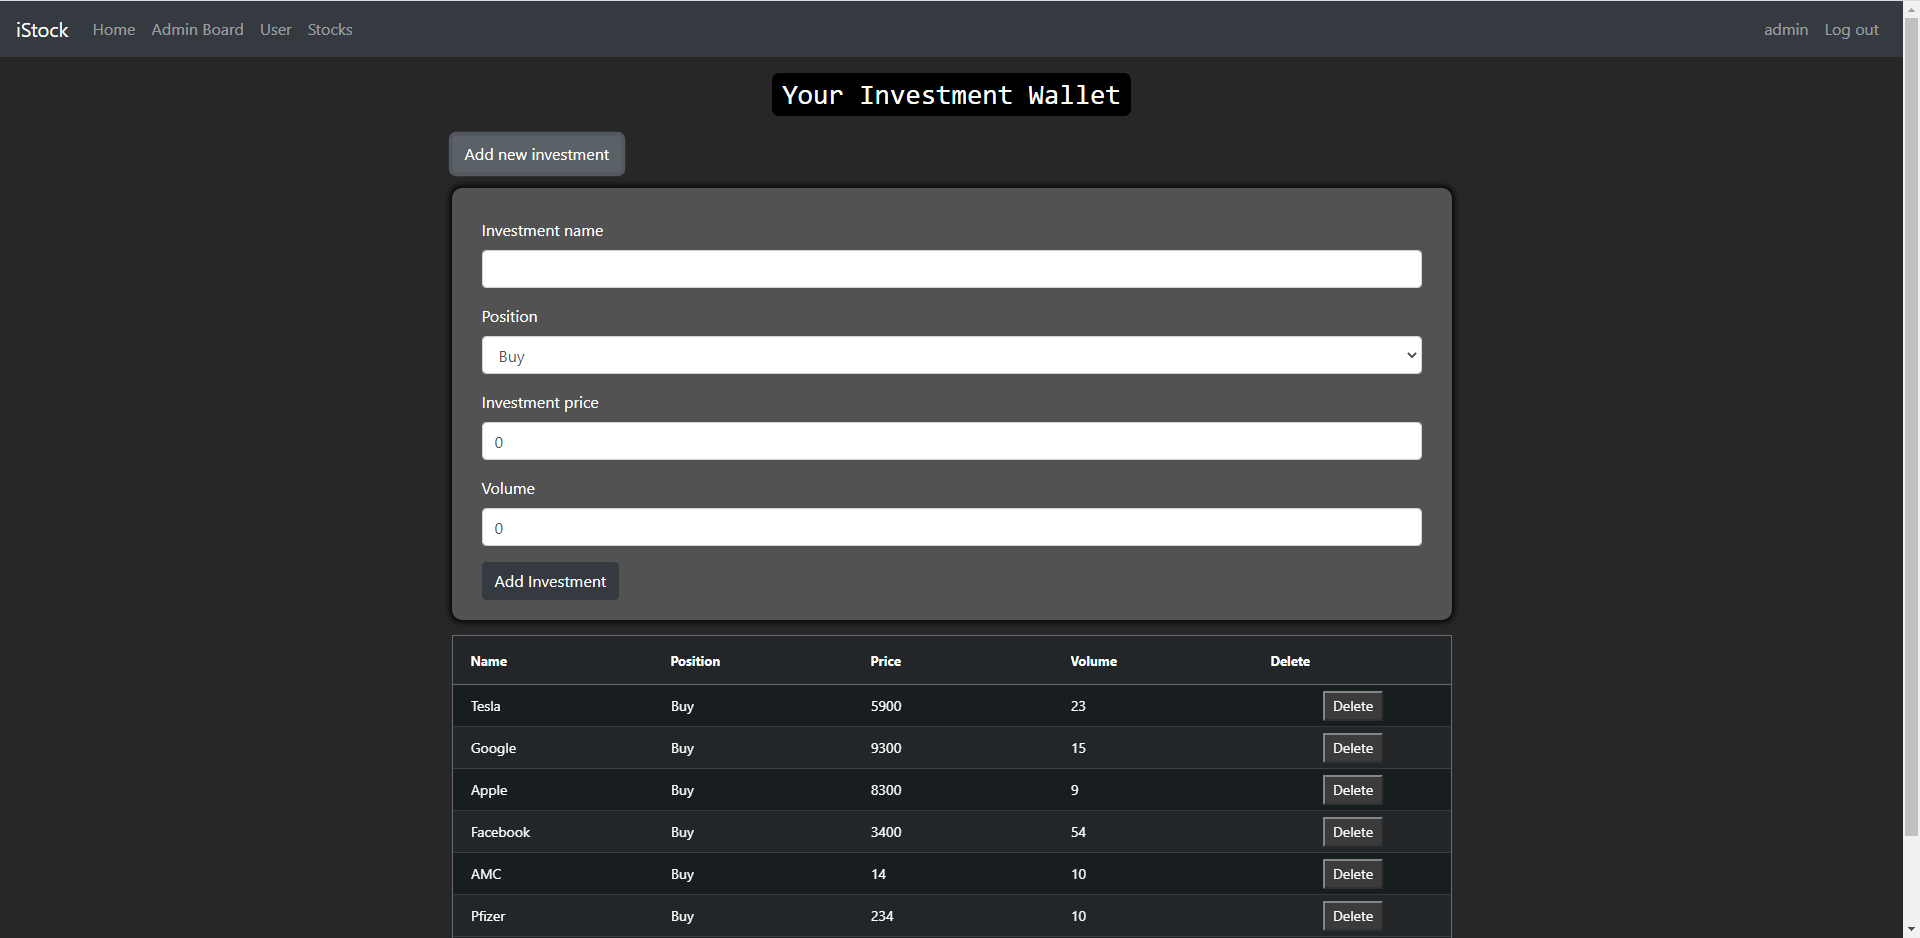 iStock Home Admin Board User Stocks admin Log out
Your Investment Wallet
Add new investment
Investment name
Position
Buy
Investment price
0
Volume
0
Add Investment
Name Position Price Volume Delete
Tesla Buy 5900 23 Delete
Google Buy 9300 15 Delete
Apple Buy 8300 9 Delete
Facebook Buy 3400 54 Delete
AMC Buy 14 10 Delete
Pfizer Buy 234 10 Delete